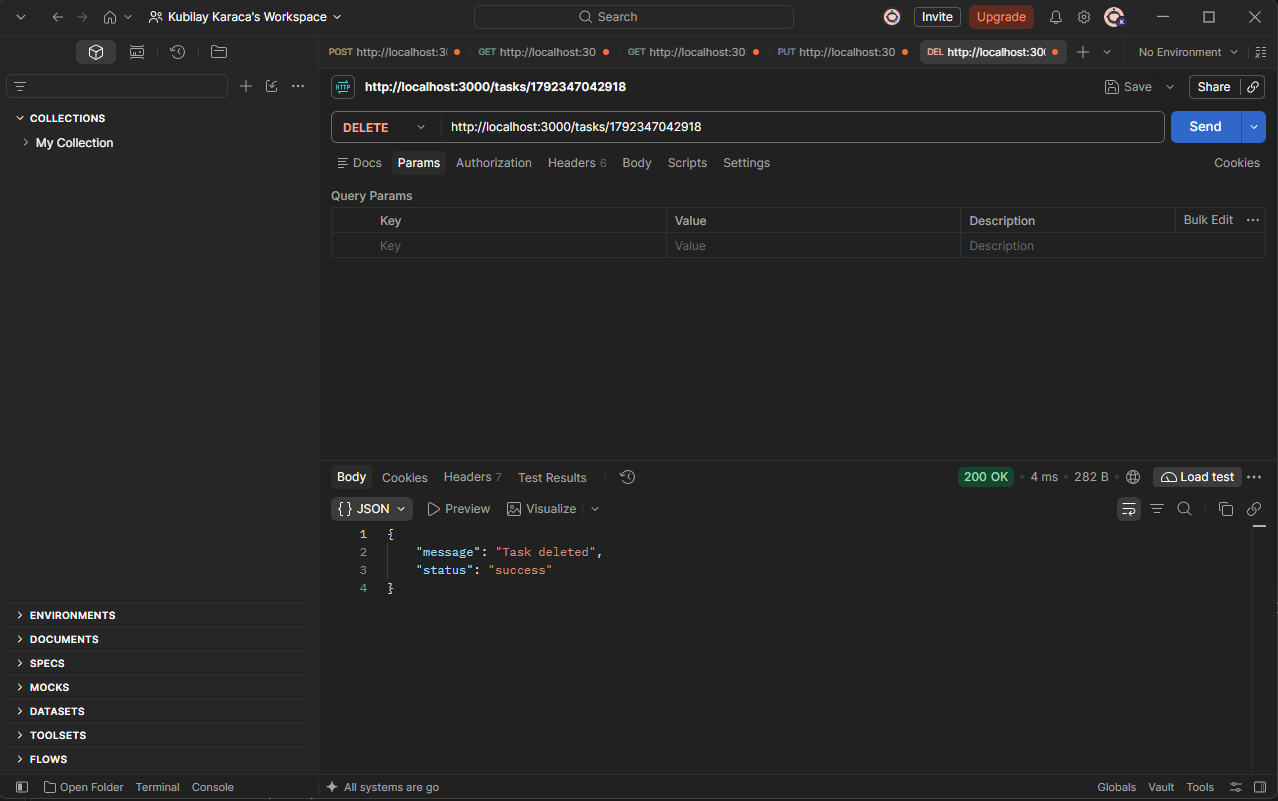 Kubilay Karaca's Workspace Search Invite Upgrade K
POST http://localhost:30 GET http://localhost:30 GET http://localhost:30 PUT http://localhost:30 DEL http://localhost:300 No Environment
COLLECTIONS
My Collection
HTTP http://localhost:3000/tasks/1792347042918 Save Share
DELETE http://localhost:3000/tasks/1792347042918 Send
Docs Params Authorization Headers 6 Body Scripts Settings Cookies
Query Params
Key Value Description Bulk Edit
Key Value Description
Body Cookies Headers 7 Test Results 200 OK 4 ms 282 B Load test
{} JSON Preview Visualize
1 {
2 "message": "Task deleted",
3 "status": "success"
4 }
ENVIRONMENTS
DOCUMENTS
SPECS
MOCKS
DATASETS
TOOLSETS
FLOWS
Open Folder Terminal Console All systems are go Globals Vault Tools